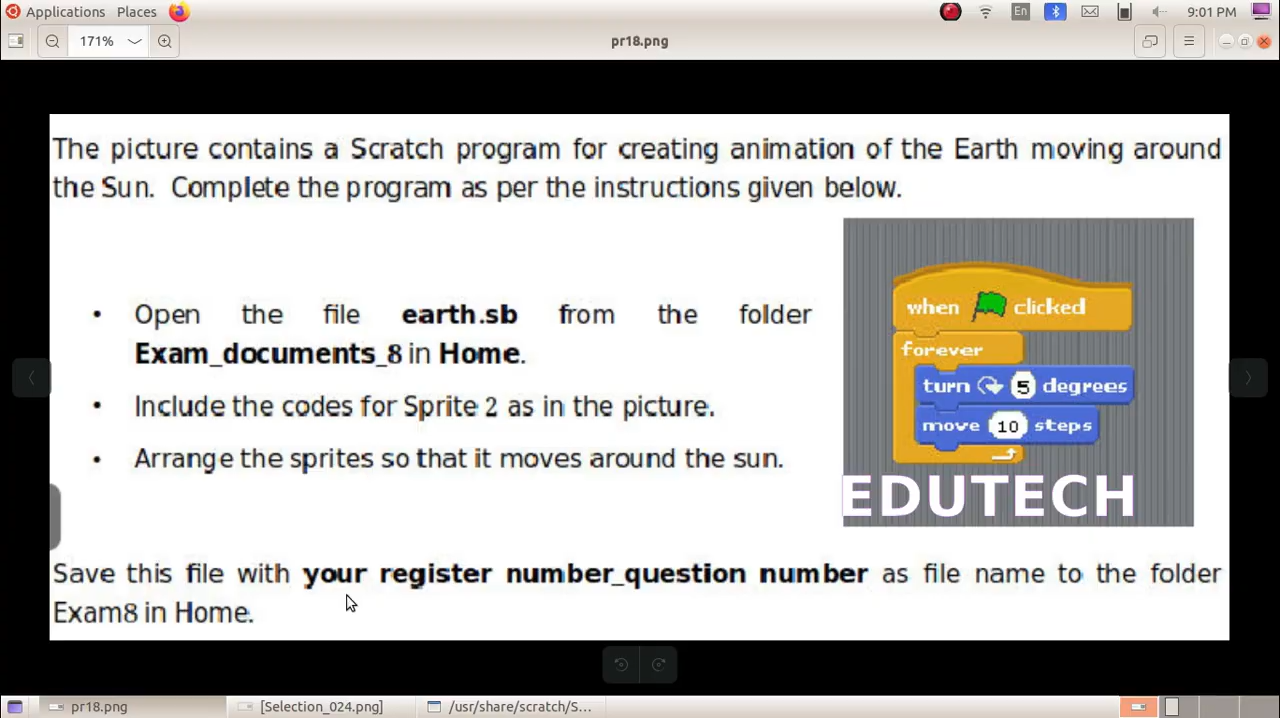 Applications Places En 9:01 PM
171% pr18.png
The picture contains a Scratch program for creating animation of the Earth moving around
the Sun. Complete the program as per the instructions given below.
• Open the file earth.sb from the folder
Exam_documents_8 in Home.
• Include the codes for Sprite 2 as in the picture.
• Arrange the sprites so that it moves around the sun.
when clicked
forever
turn 5 degrees
move 10 steps
EDUTECH
Save this file with your register number_question number as file name to the folder
Exam8 in Home.
pr18.png [Selection_024.png] /usr/share/scratch/S...